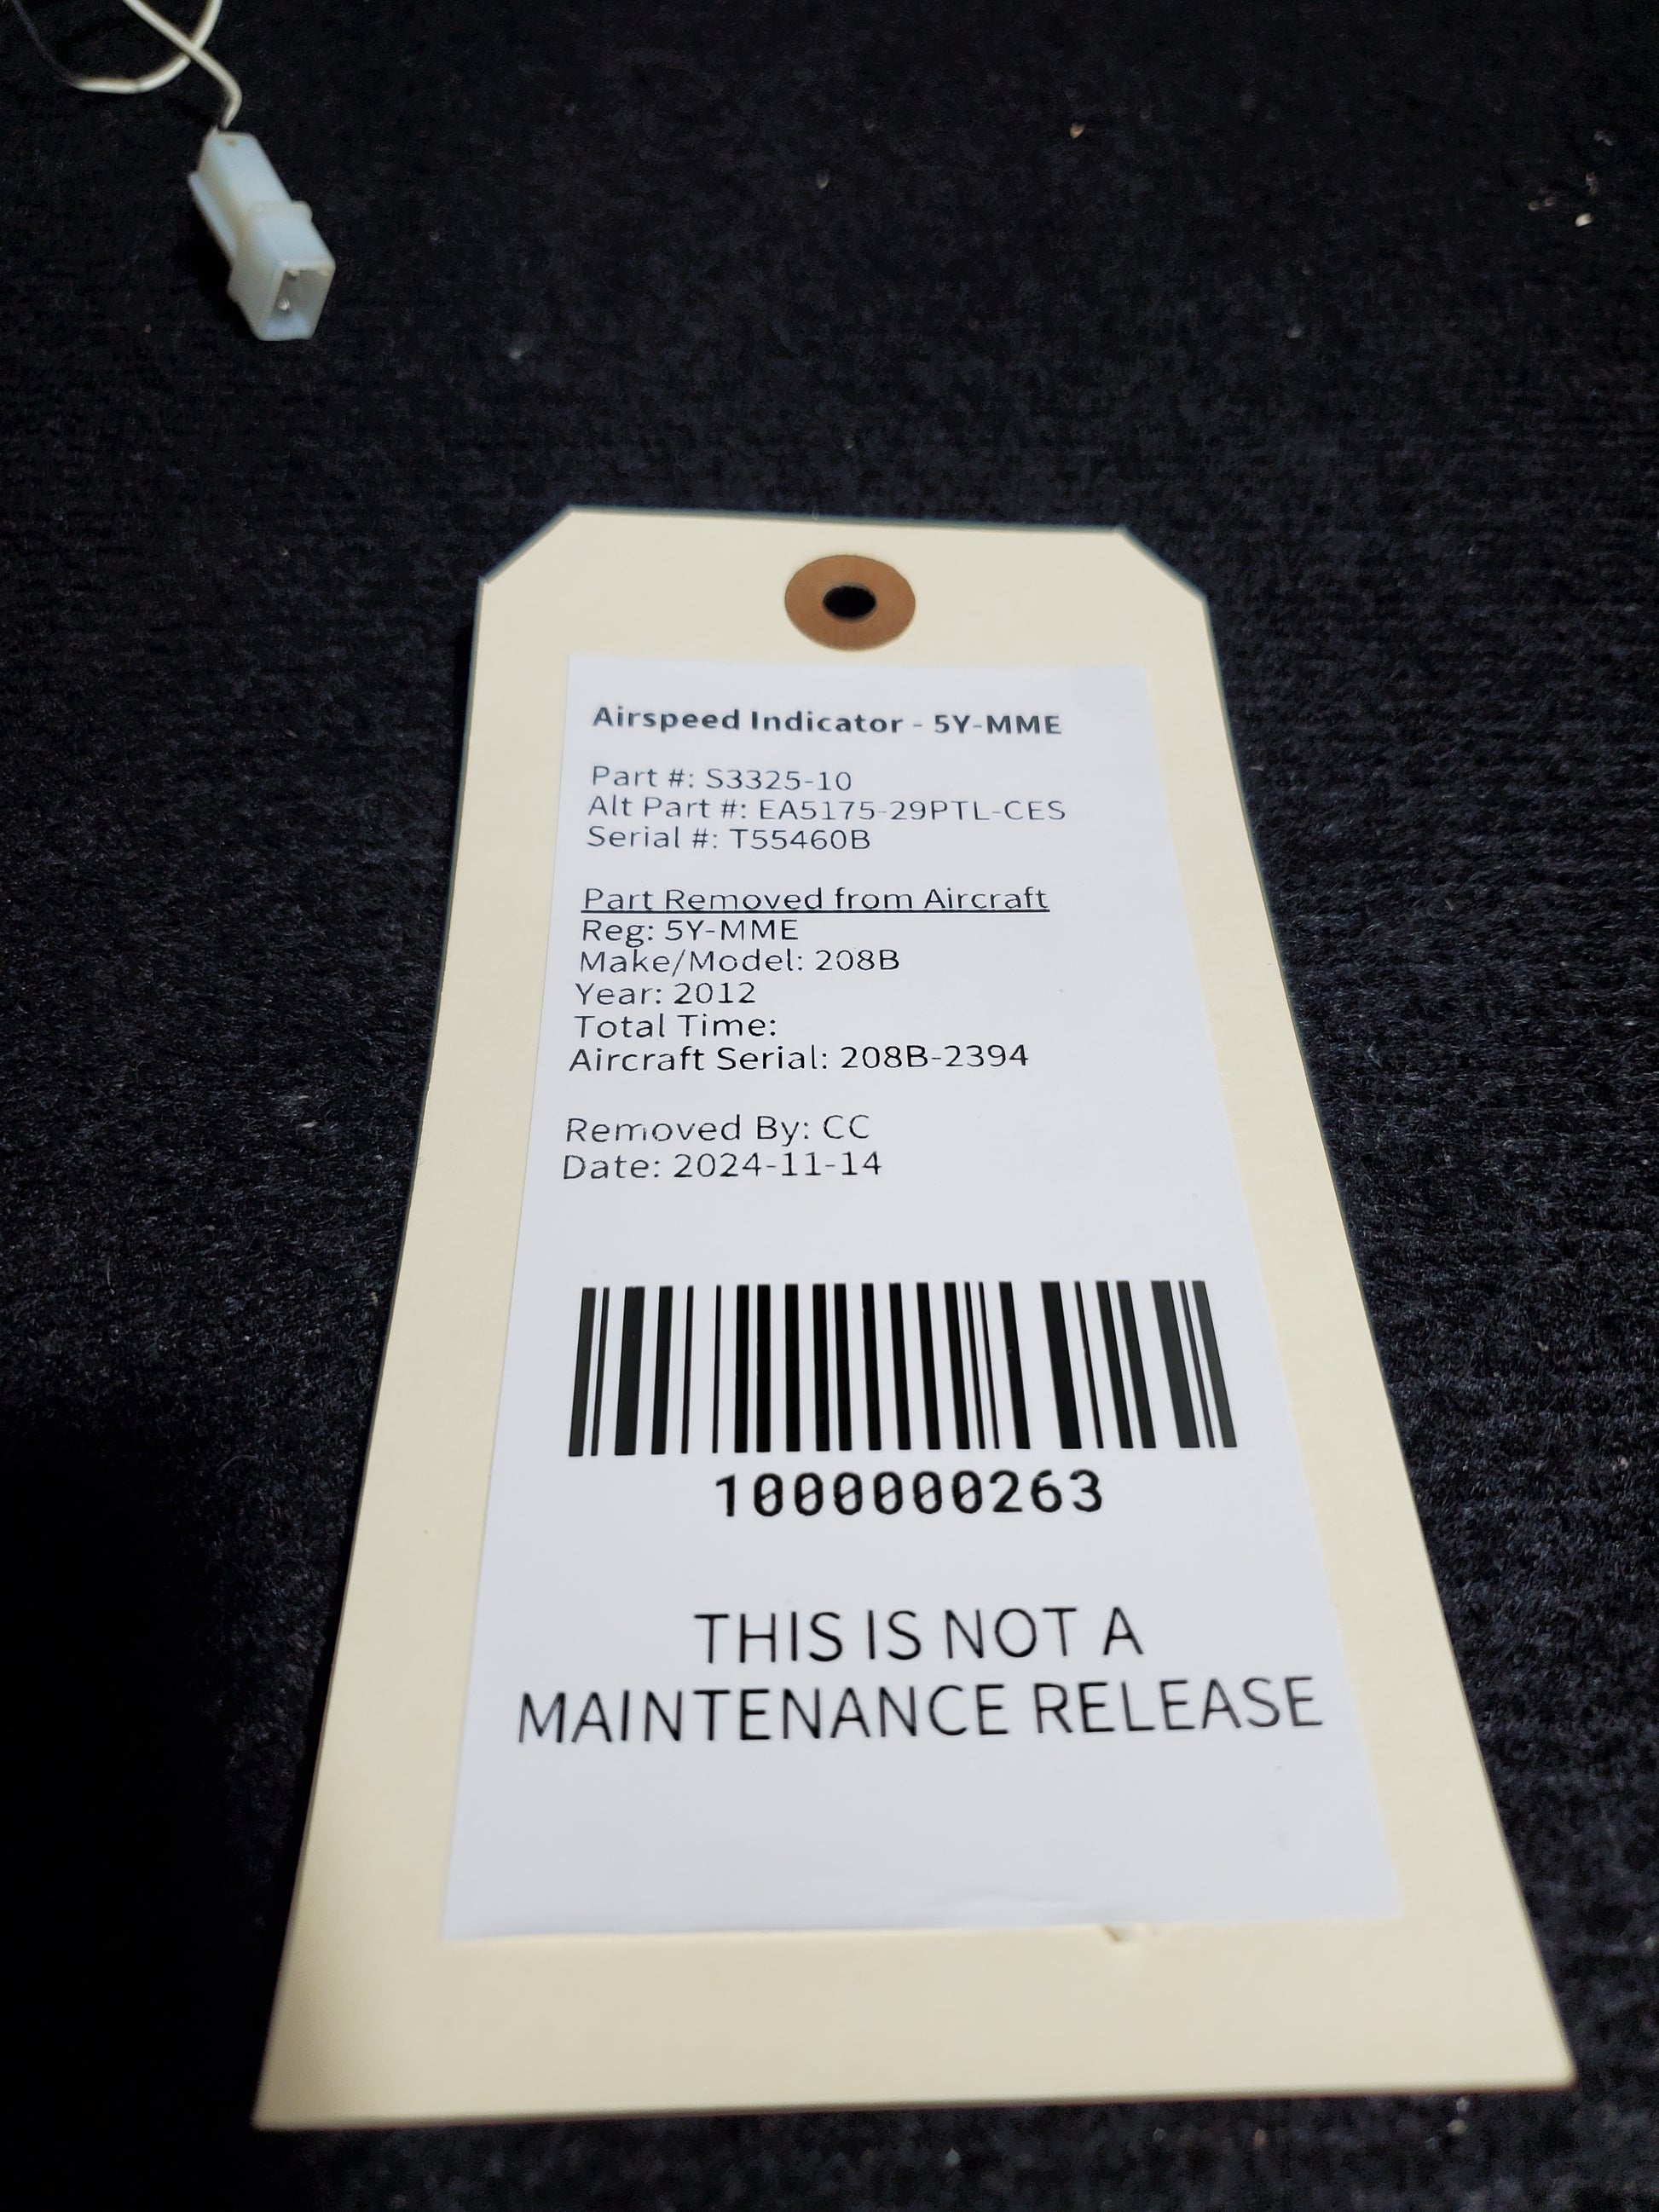 Airspeed Indicator - 5Y-MME
Part #: S3325-10
Alt Part #: EA5175-29PTL-CES
Serial #: T55460B
Part Removed from Aircraft
Reg: 5Y-MME
Make/Model: 208B
Year: 2012
Total Time:
Aircraft Serial: 208B-2394
Removed By: CC
Date: 2024-11-14
1000000263
THIS IS NOT A
MAINTENANCE RELEASE